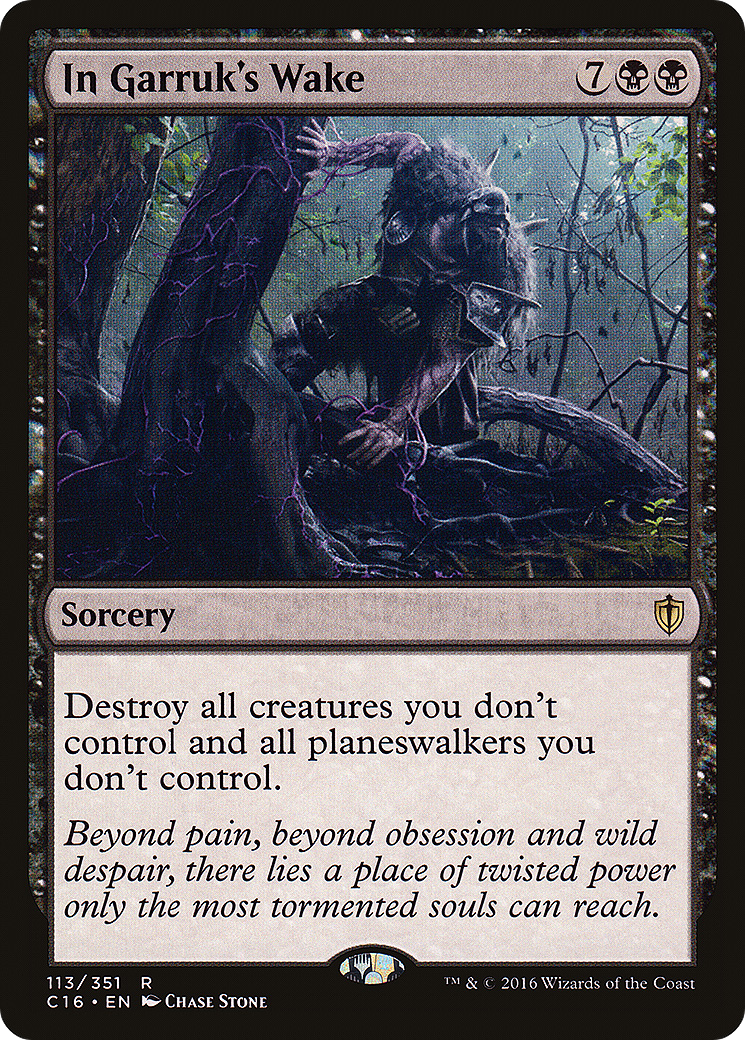 In Garruk's Wake 7
Sorcery
Destroy all creatures you don't
control and all planeswalkers you
don't control.
Beyond pain, beyond obsession and wild
despair, there lies a place of twisted power
only the most tormented souls can reach.
113/351 R
C16 • EN Chase Stone
™ & © 2016 Wizards of the Coast